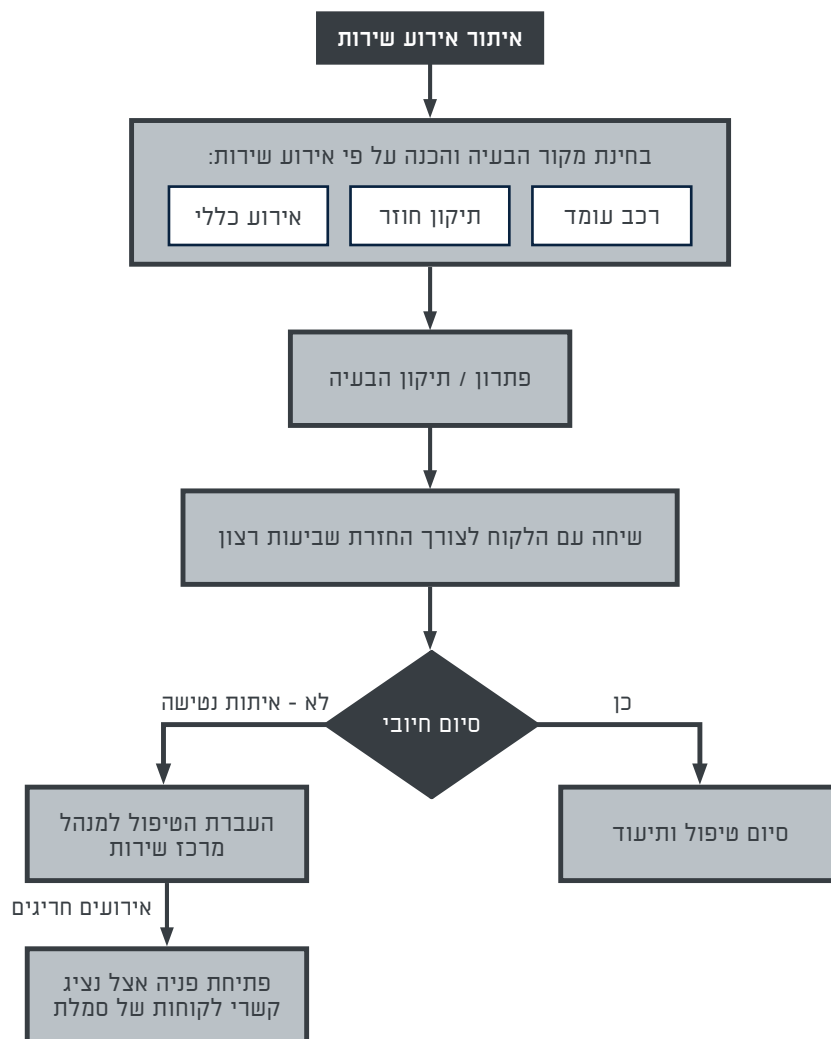 איתור אירוע שירות
בחינת מקור הבעיה והכנה על פי אירוע שירות:
רכב עומד
תיקון חוזר
אירוע כללי
פתרון / תיקון הבעיה
שיחה עם הלקוח לצורך החזרת שביעות רצון
סיום חיובי
כן
לא - איתות נטישה
סיום טיפול ותיעוד
העברת הטיפול למנהל
מרכז שירות
אירועים חריגים
פתיחת פניה אצל נציג
קשרי לקוחות של סמלת